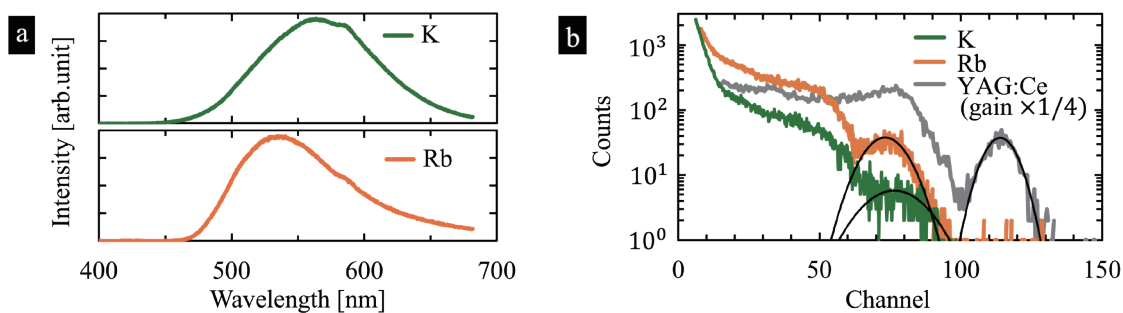 a
K
Rb
Intensity [arb.unit]
400 500 600 700
Wavelength [nm]
b
K
Rb
YAG:Ce
(gain ×1/4)
10³
10²
10¹
10⁰
Counts
0 50 100 150
Channel